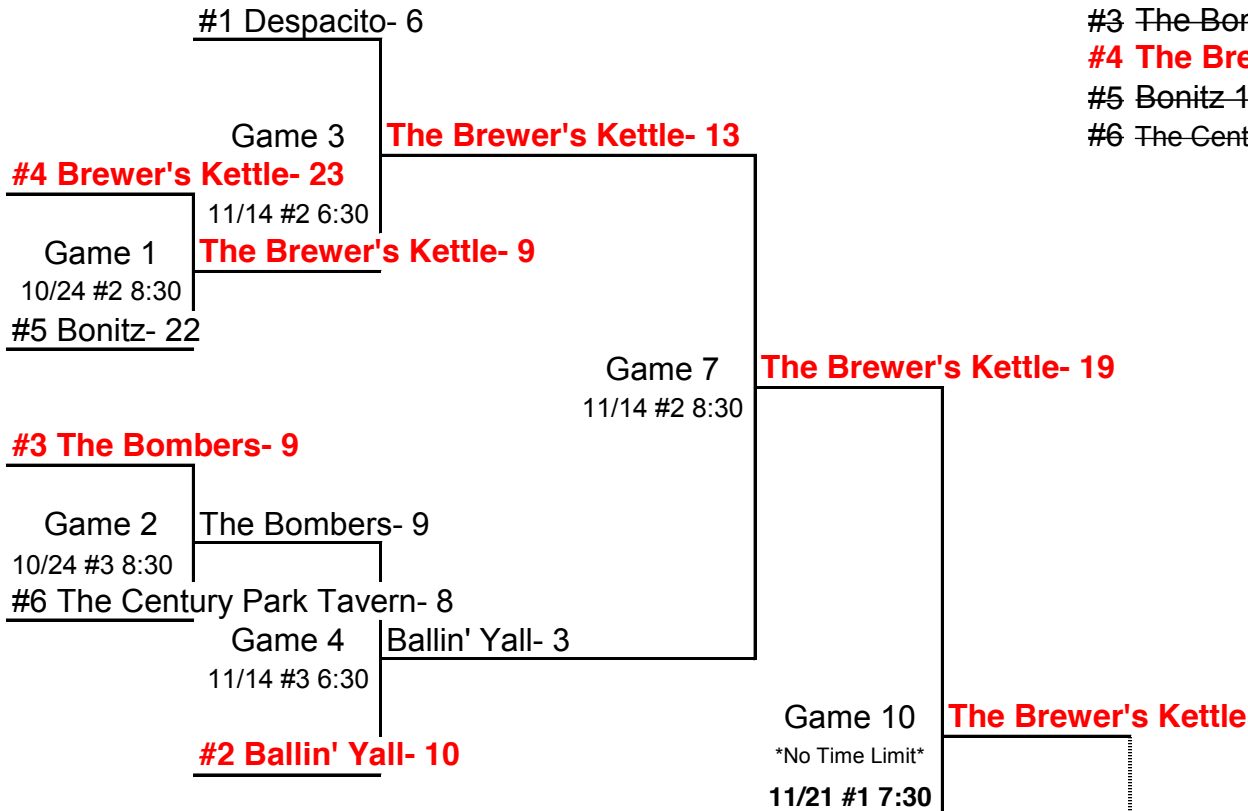 #1 Despacito- 6
#3 The
#4 The
#5 Bonitz
#6 The
Game 3
The Brewer's Kettle- 13
#4 Brewer's Kettle- 23
11/14 #2 6:30
Game 1
The Brewer's Kettle- 9
10/24 #2 8:30
#5 Bonitz- 22
Game 7
The Brewer's Kettle- 19
11/14 #2 8:30
#3 The Bombers- 9
Game 2
The Bombers- 9
10/24 #3 8:30
#6 The Century Park Tavern- 8
Game 4
Ballin' Yall- 3
11/14 #3 6:30
#2 Ballin' Yall- 10
Game 10
The Brewer's Kettle
*No Time Limit*
11/21 #1 7:30